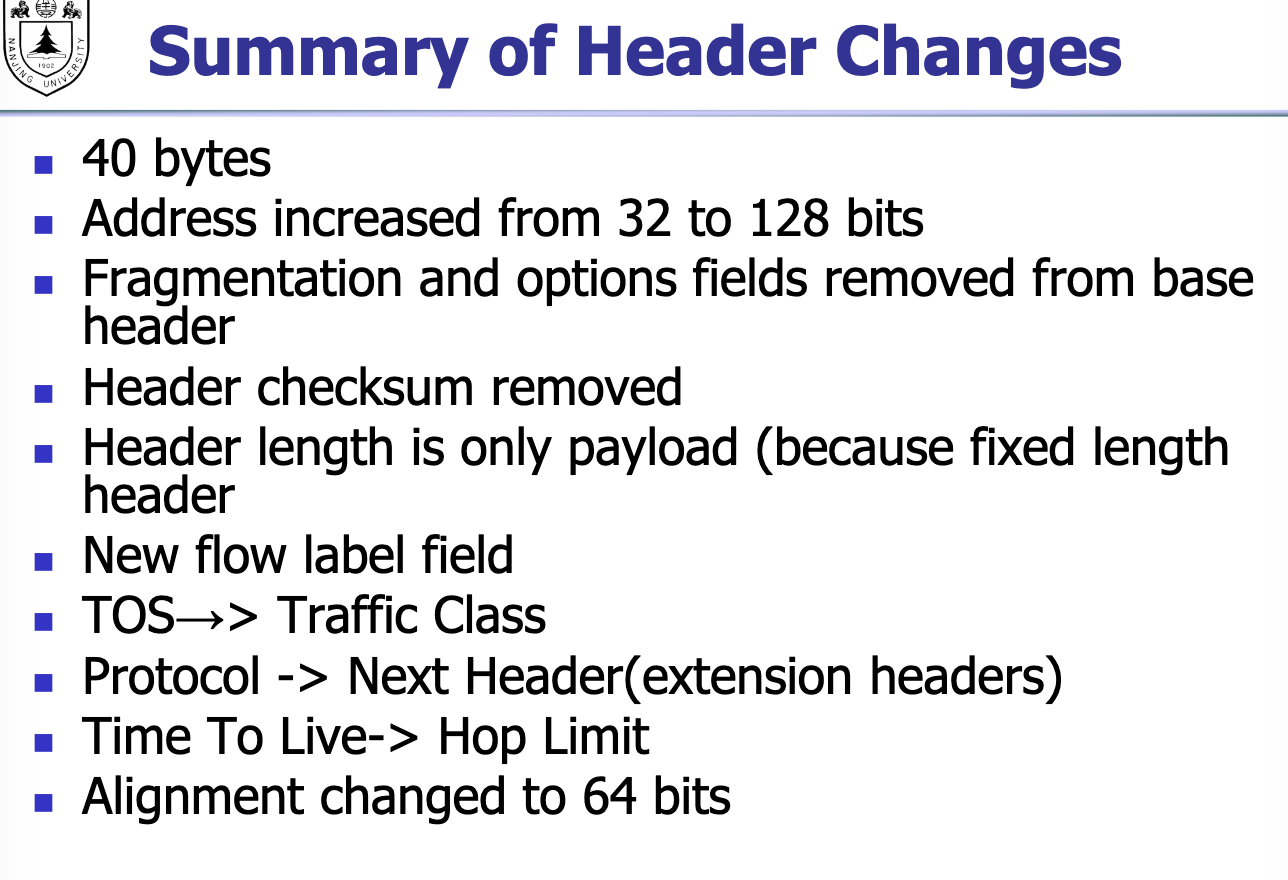 NANJING UNIVERSITY
1902
Summary of Header Changes
40 bytes
Address increased from 32 to 128 bits
Fragmentation and options fields removed from base
header
Header checksum removed
Header length is only payload (because fixed length
header
New flow label field
TOS→> Traffic Class
Protocol -> Next Header(extension headers)
Time To Live-> Hop Limit
Alignment changed to 64 bits